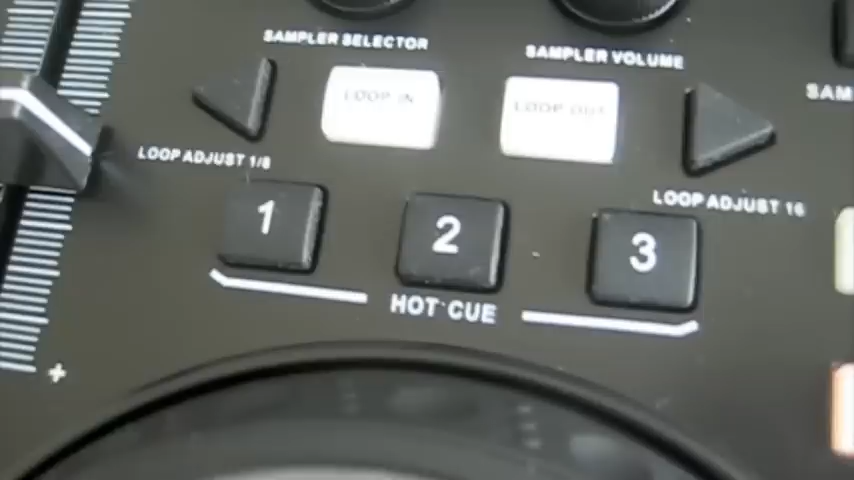 SAMPLER SELECTOR
SAMPLER VOLUME
SAM
LOOP IN
LOOP OUT
LOOP ADJUST 1/8
LOOP ADJUST 16
1
2
3
HOT CUE
+